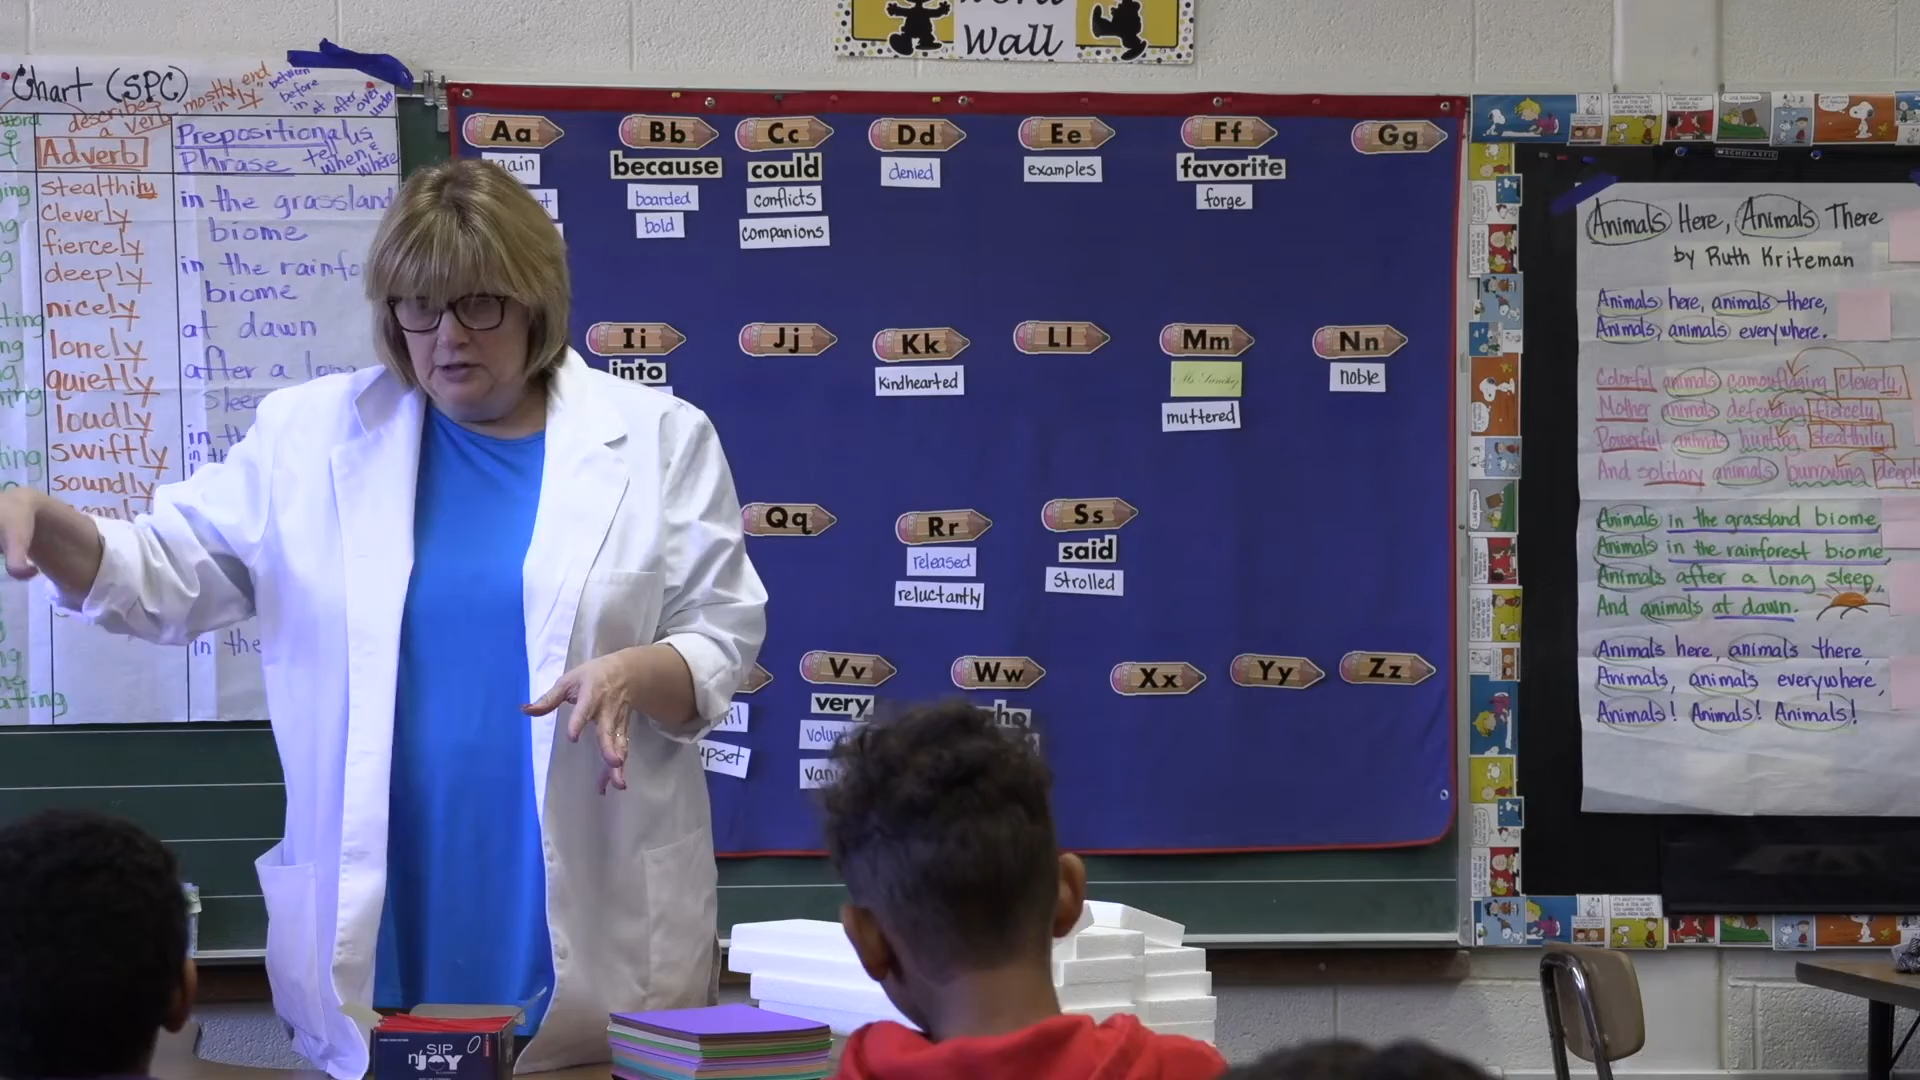 Wall
Chart (SPC)
describes
a verb
Adverb
stealthily
Cleverly
fiercely
deeply
nicely
lonely
quietly
loudly
swiftly
soundly
mostly end
in "ly"
between
before
in at after over
under
Prepositional
Phrase
tells
when &
where
in the grassland
biome
in the
biome
at dawn
after a long
in the
Aa
Bb
because
boarded
bold
Cc
could
conflicts
companions
Dd
denied
Ee
examples
Ff
favorite
forge
Gg
Ii
into
Jj
Kk
Kindhearted
Ll
Mm
muttered
Nn
noble
Qq
Rr
released
reluctantly
Ss
said
Strolled
upset
Vv
very
Ww
Xx
Yy
Zz
SCHOLASTIC
Animals Here, Animals There
by Ruth Kriteman
Animals here, animals there,
Animals, animals everywhere.
Colorful animals camouflaging cleverly,
Mother animals defending fiercely,
Powerful animals hunting stealthily,
And solitary animals burrowing
Animals in the grassland biome,
Animals in the rainforest biome,
Animals after a long sleep,
And animals at dawn.
Animals here, animals there,
Animals, animals everywhere,
Animals! Animals! Animals!
SIP
n'JOY